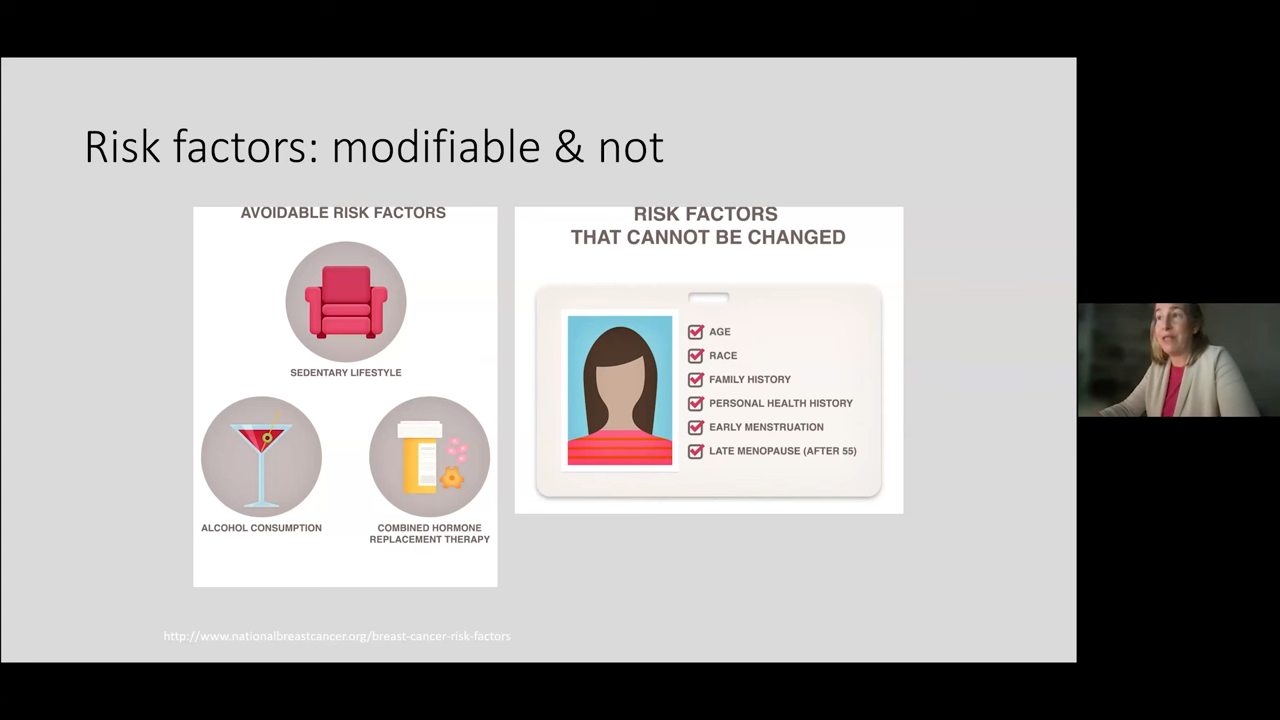 Risk factors: modifiable & not
AVOIDABLE RISK FACTORS
SEDENTARY LIFESTYLE
ALCOHOL CONSUMPTION
COMBINED HORMONE
REPLACEMENT THERAPY
RISK FACTORS
THAT CANNOT BE CHANGED
AGE
RACE
FAMILY HISTORY
PERSONAL HEALTH HISTORY
EARLY MENSTRUATION
LATE MENOPAUSE (AFTER 55)
http://www.nationalbreastcancer.org/breast-cancer-risk-factors